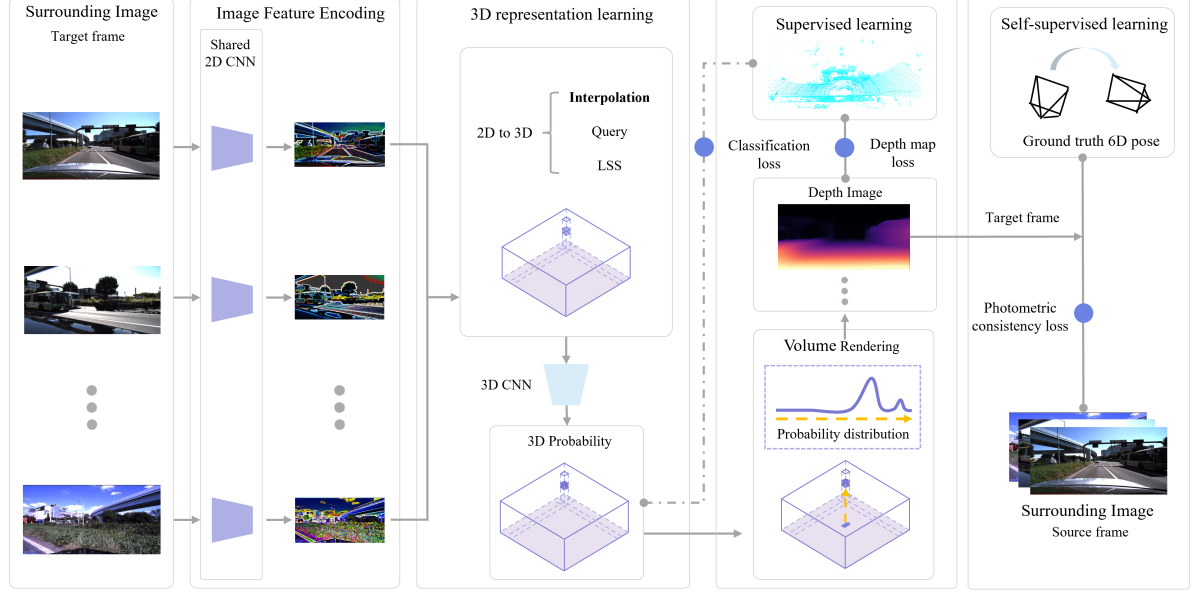 Surrounding Image
Target frame
Image Feature Encoding
Shared
2D CNN
3D representation learning
2D to 3D
Interpolation
Query
LSS
3D CNN
3D Probability
Supervised learning
Classification
loss
Depth map
loss
Depth Image
Volume Rendering
Probability distribution
Self-supervised learning
Ground truth 6D pose
Target frame
Photometric
consistency loss
Surrounding Image
Source frame